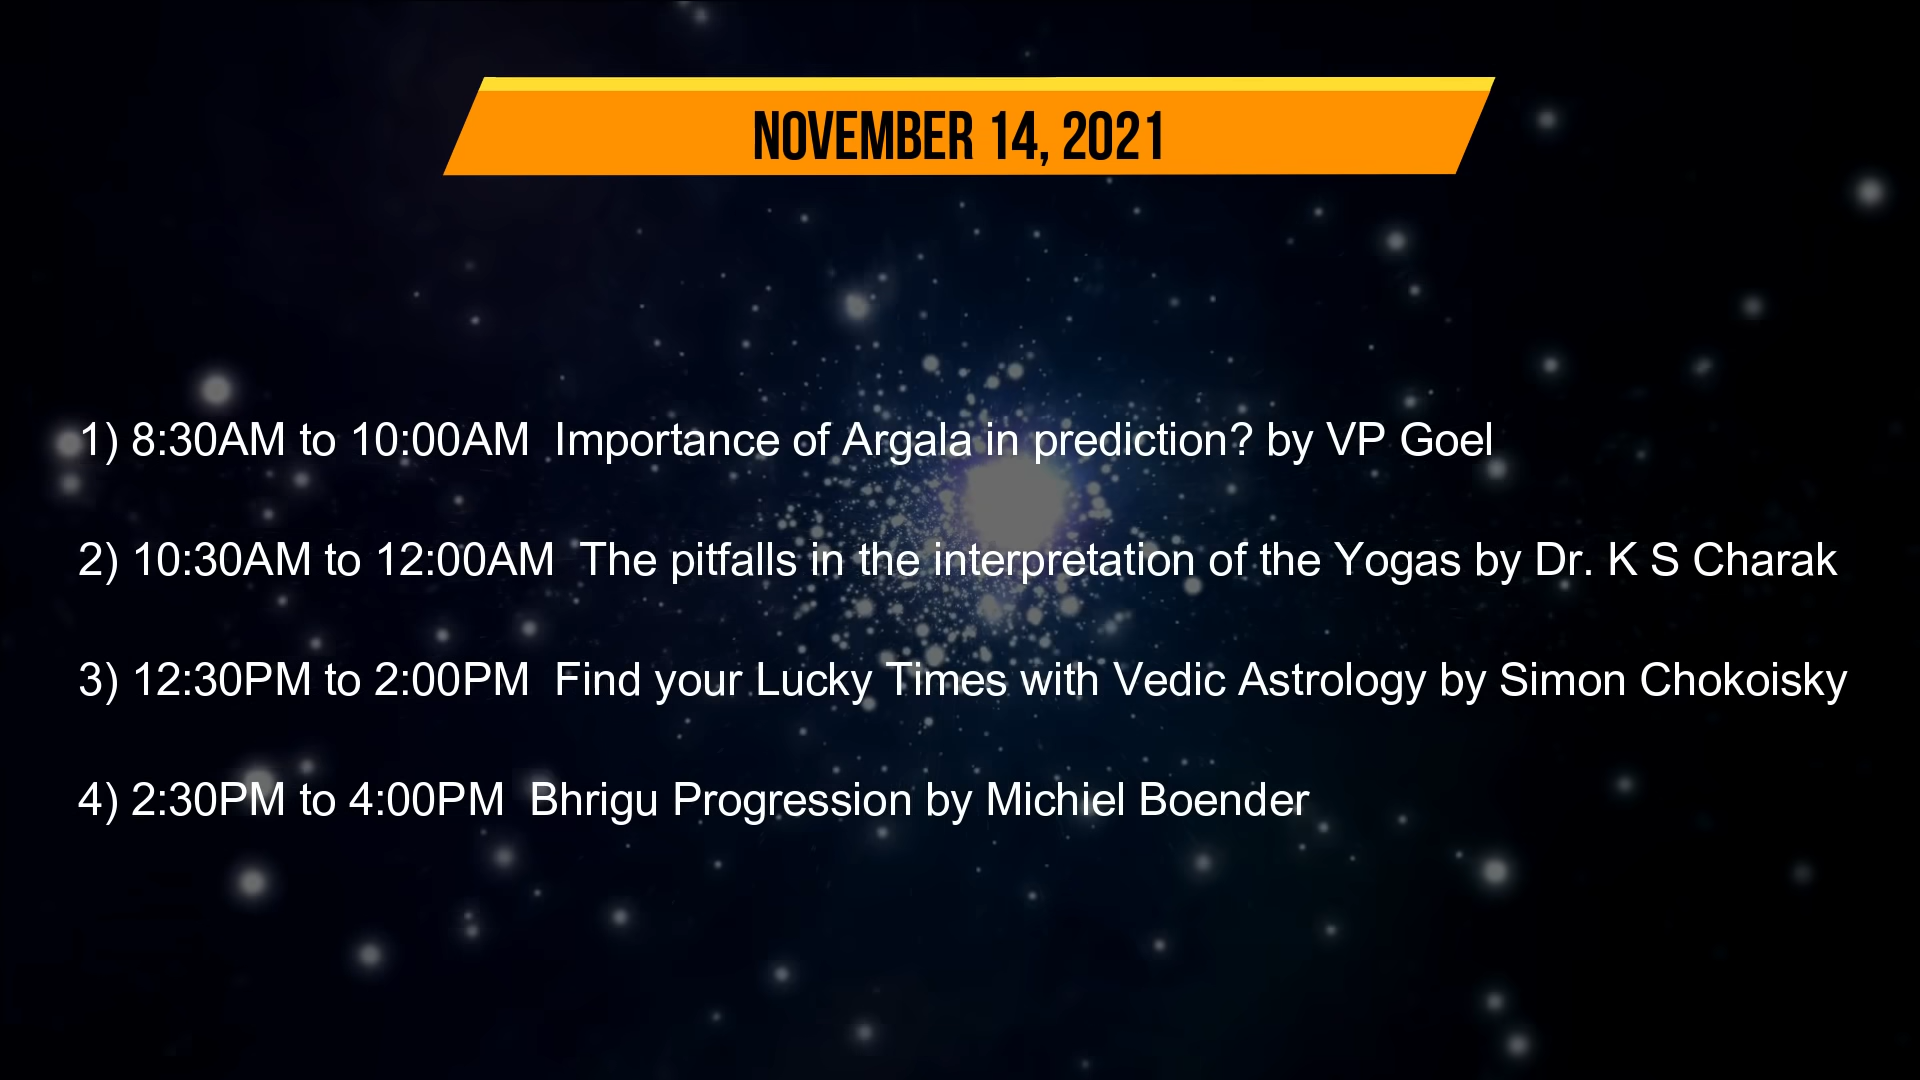 NOVEMBER 14, 2021
1) 8:30AM to 10:00AM  Importance of Argala in prediction? by VP Goel
2) 10:30AM to 12:00AM  The pitfalls in the interpretation of the Yogas by Dr. K S Charak
3) 12:30PM to 2:00PM  Find your Lucky Times with Vedic Astrology by Simon Chokoisky
4) 2:30PM to 4:00PM  Bhrigu Progression by Michiel Boender